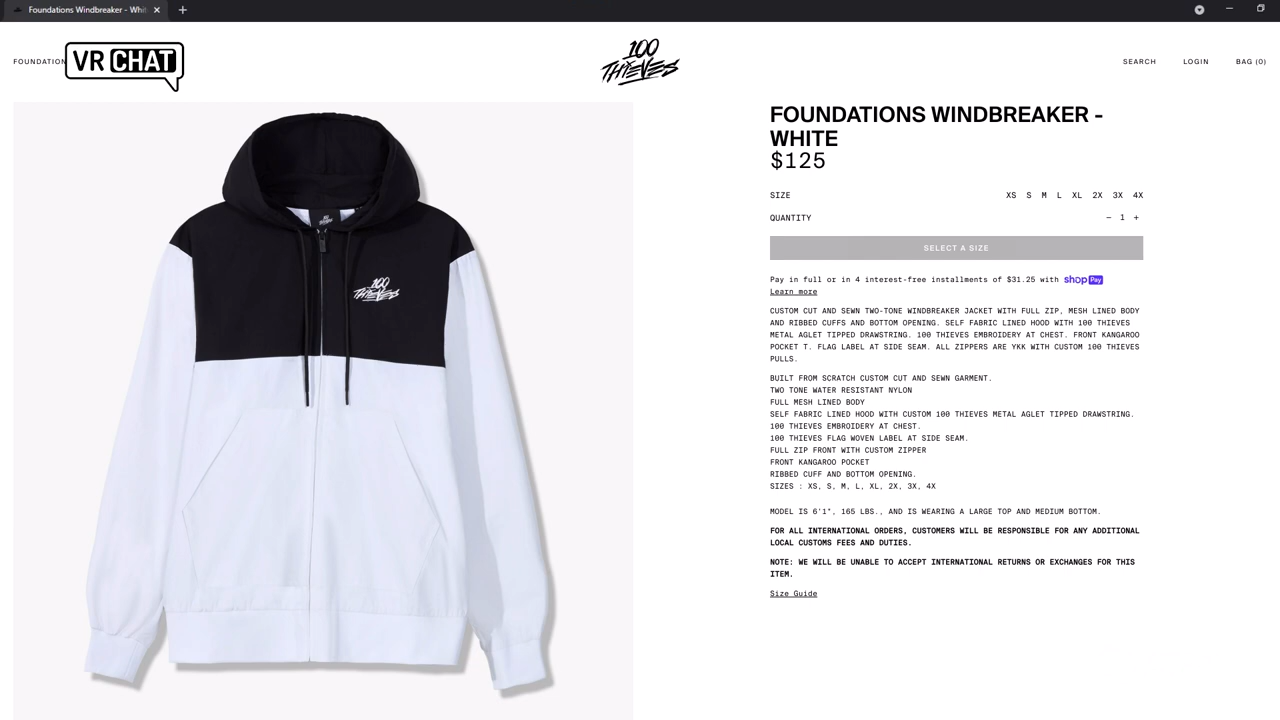 Foundations Windbreaker - Whit
FOUNDATION
VR CHAT
100
THIEVES
SEARCH
LOGIN
BAG (0)
100
THIEVES
FOUNDATIONS WINDBREAKER -
WHITE
$125
SIZE
XS S M L XL 2X 3X 4X
QUANTITY
− 1 +
SELECT A SIZE
Pay in full or in 4 interest-free installments of $31.25 with shop Pay
Learn more
CUSTOM CUT AND SEWN TWO-TONE WINDBREAKER JACKET WITH FULL ZIP, MESH LINED BODY
AND RIBBED CUFFS AND BOTTOM OPENING. SELF FABRIC LINED HOOD WITH 100 THIEVES
METAL AGLET TIPPED DRAWSTRING. 100 THIEVES EMBROIDERY AT CHEST. FRONT KANGAROO
POCKET T. FLAG LABEL AT SIDE SEAM. ALL ZIPPERS ARE YKK WITH CUSTOM 100 THIEVES
PULLS.
BUILT FROM SCRATCH CUSTOM CUT AND SEWN GARMENT.
TWO TONE WATER RESISTANT NYLON
FULL MESH LINED BODY
SELF FABRIC LINED HOOD WITH CUSTOM 100 THIEVES METAL AGLET TIPPED DRAWSTRING.
100 THIEVES EMBROIDERY AT CHEST.
100 THIEVES FLAG WOVEN LABEL AT SIDE SEAM.
FULL ZIP FRONT WITH CUSTOM ZIPPER
FRONT KANGAROO POCKET
RIBBED CUFF AND BOTTOM OPENING.
SIZES : XS, S, M, L, XL, 2X, 3X, 4X
MODEL IS 6'1", 165 LBS., AND IS WEARING A LARGE TOP AND MEDIUM BOTTOM.
FOR ALL INTERNATIONAL ORDERS, CUSTOMERS WILL BE RESPONSIBLE FOR ANY ADDITIONAL
LOCAL CUSTOMS FEES AND DUTIES.
NOTE: WE WILL BE UNABLE TO ACCEPT INTERNATIONAL RETURNS OR EXCHANGES FOR THIS
ITEM.
Size Guide